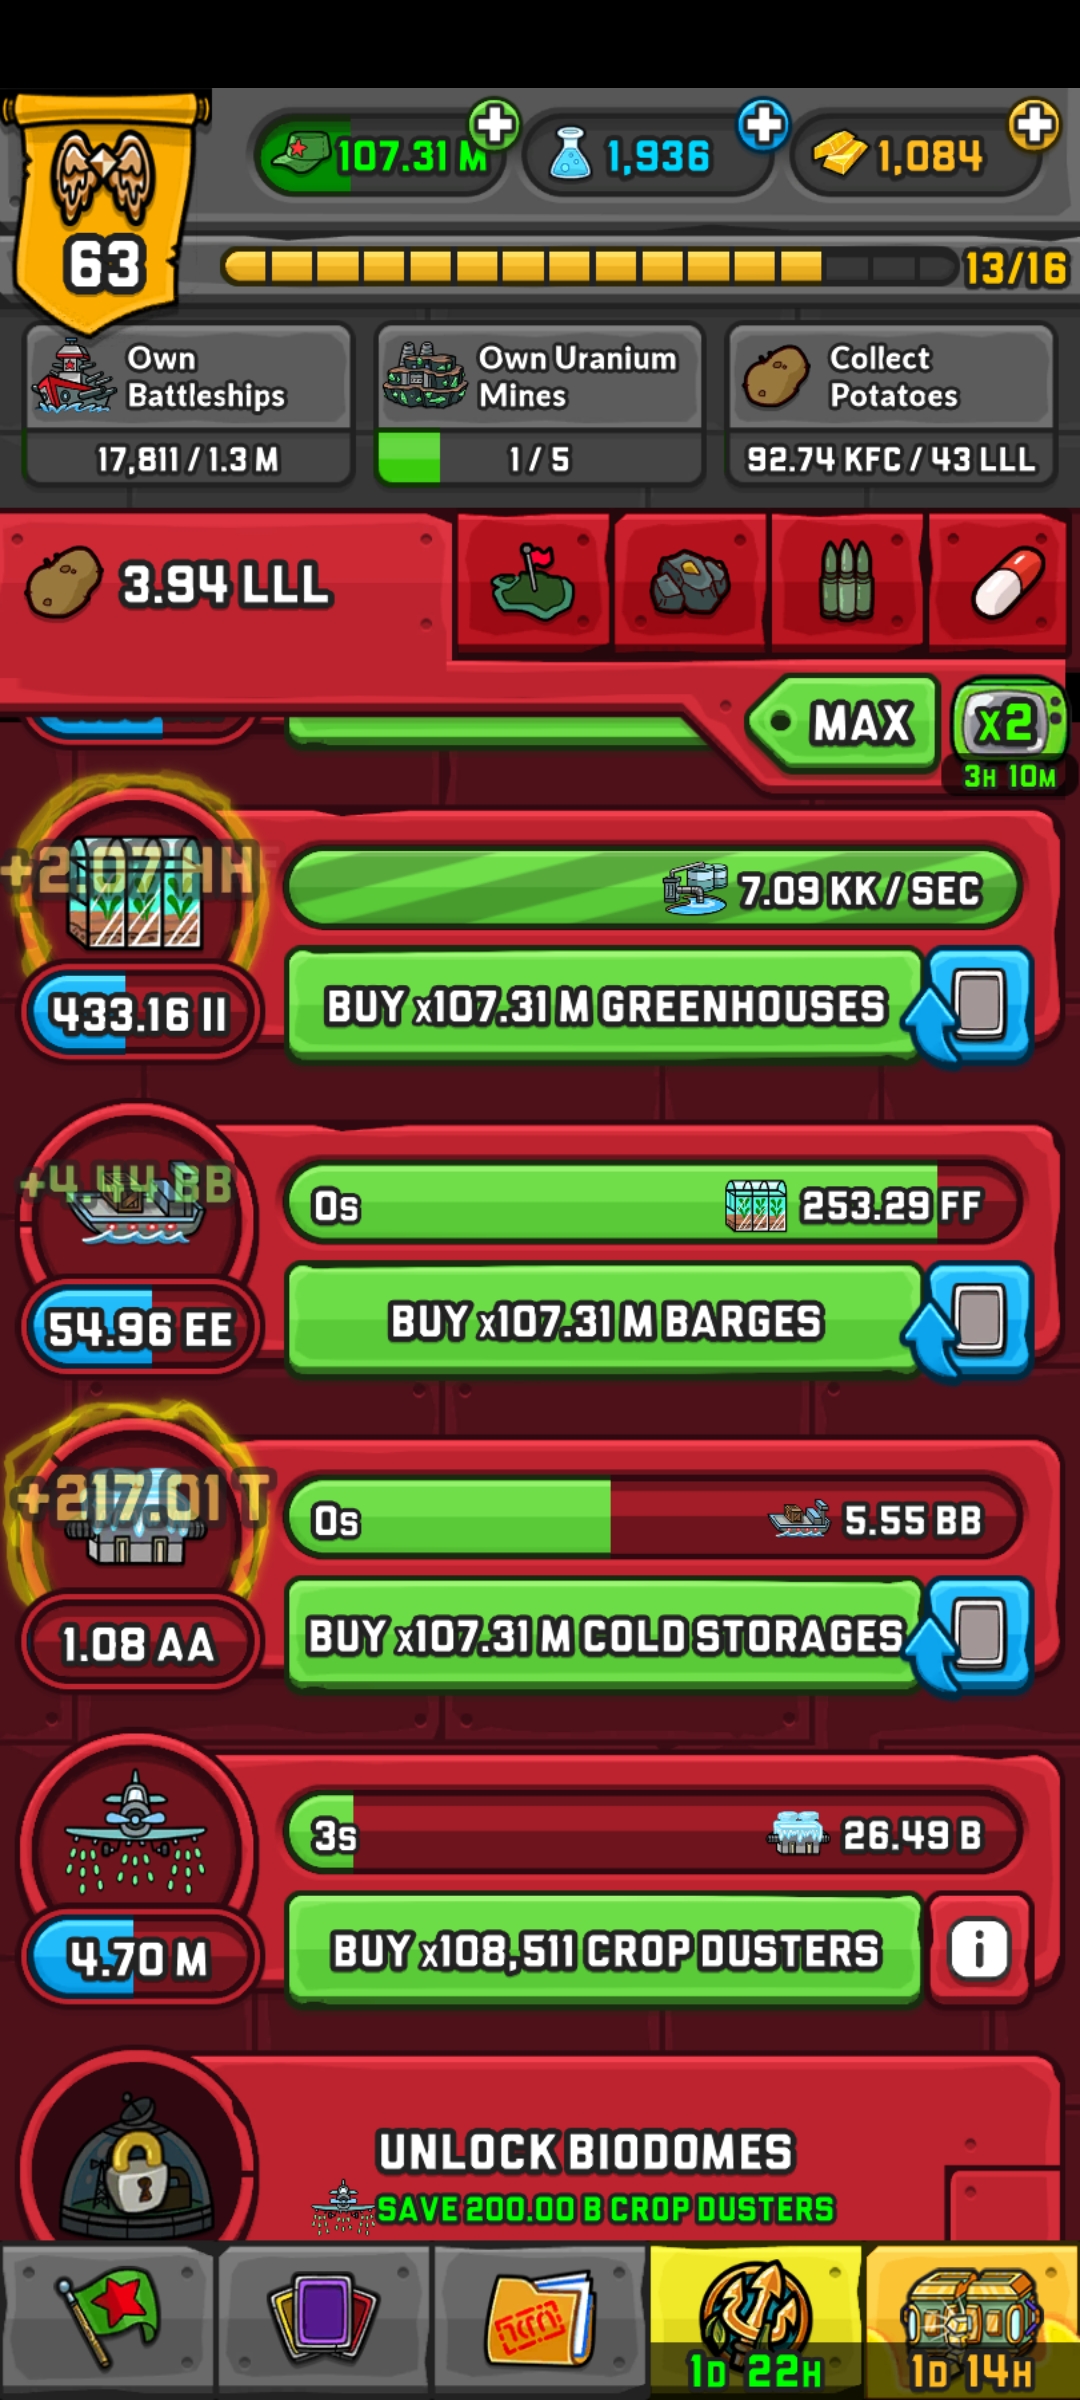 107.31 M
1,936
1,084
63
13/16
Own
Battleships
17,811 / 1.3 M
Own Uranium
Mines
1 / 5
Collect
Potatoes
92.74 KFC / 43 LLL
3.94 LLL
MAX
x2
3H 10M
+2.07 HH
7.09 KK / SEC
433.16 II
BUY x107.31 M GREENHOUSES
+4.44 BB
0s
253.29 FF
54.96 EE
BUY x107.31 M BARGES
+217.01 T
0s
5.55 BB
1.08 AA
BUY x107.31 M COLD STORAGES
3s
26.49 B
4.70 M
BUY x108,511 CROP DUSTERS
i
UNLOCK BIODOMES
SAVE 200.00 B CROP DUSTERS
1D 22H
1D 14H